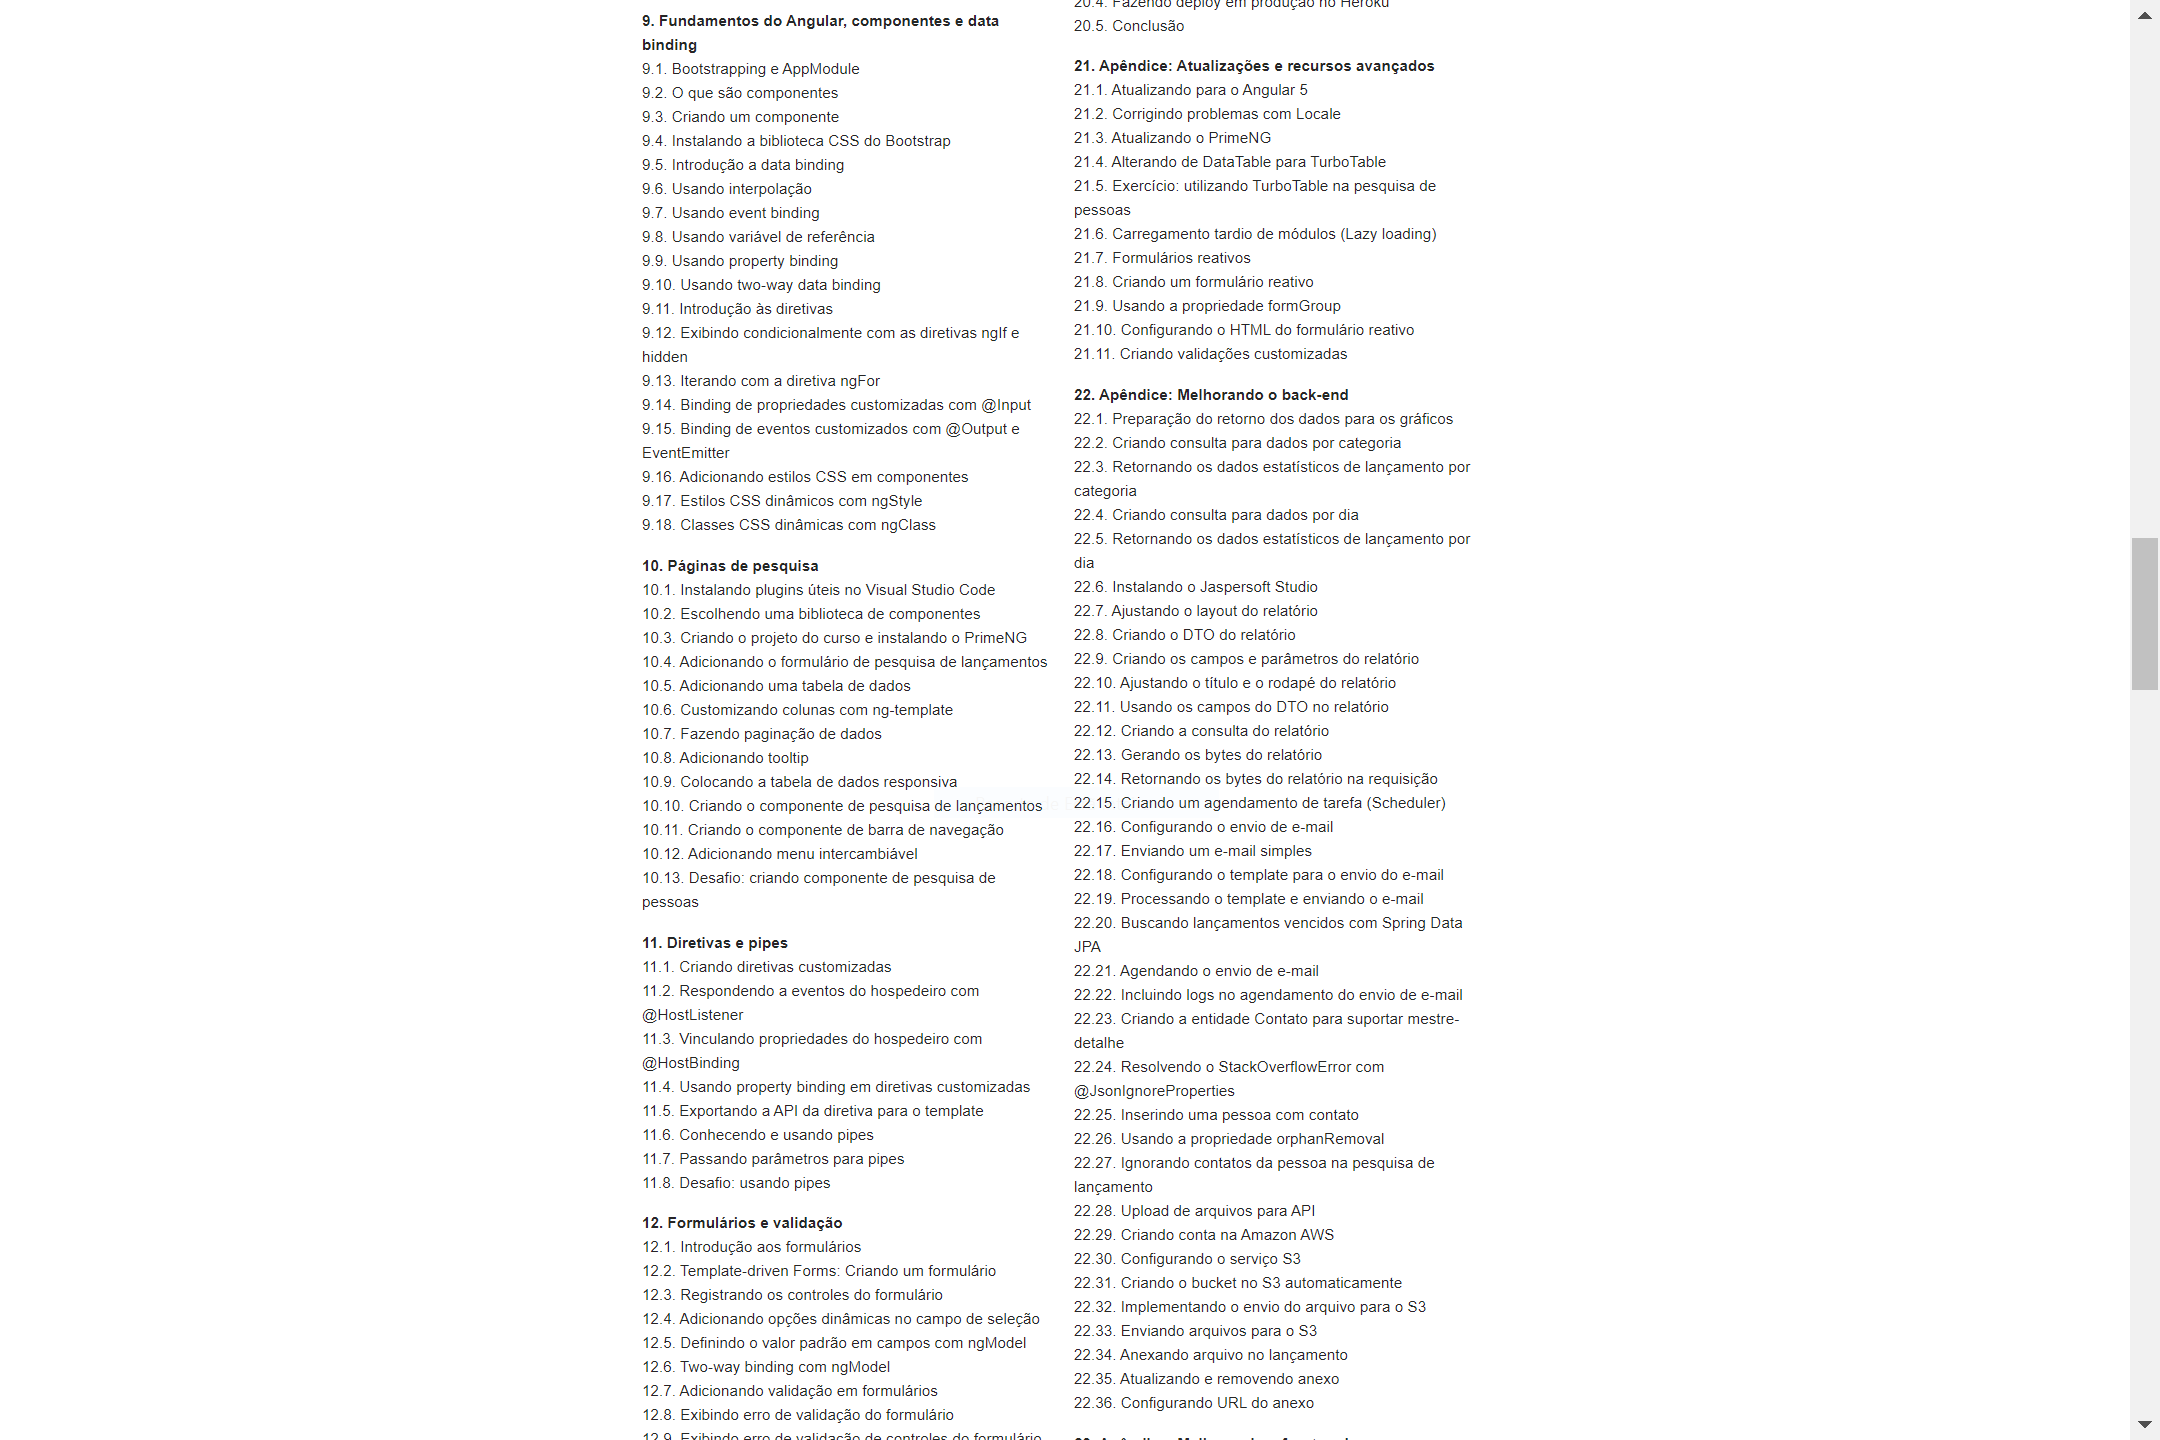 9. Fundamentos do Angular, componentes e data
binding
9.1. Bootstrapping e AppModule
9.2. O que são componentes
9.3. Criando um componente
9.4. Instalando a biblioteca CSS do Bootstrap
9.5. Introdução a data binding
9.6. Usando interpolação
9.7. Usando event binding
9.8. Usando variável de referência
9.9. Usando property binding
9.10. Usando two-way data binding
9.11. Introdução às diretivas
9.12. Exibindo condicionalmente com as diretivas ngIf e
hidden
9.13. Iterando com a diretiva ngFor
9.14. Binding de propriedades customizadas com @Input
9.15. Binding de eventos customizados com @Output e
EventEmitter
9.16. Adicionando estilos CSS em componentes
9.17. Estilos CSS dinâmicos com ngStyle
9.18. Classes CSS dinâmicas com ngClass
10. Páginas de pesquisa
10.1. Instalando plugins úteis no Visual Studio Code
10.2. Escolhendo uma biblioteca de componentes
10.3. Criando o projeto do curso e instalando o PrimeNG
10.4. Adicionando o formulário de pesquisa de lançamentos
10.5. Adicionando uma tabela de dados
10.6. Customizando colunas com ng-template
10.7. Fazendo paginação de dados
10.8. Adicionando tooltip
10.9. Colocando a tabela de dados responsiva
10.10. Criando o componente de pesquisa de lançamentos
10.11. Criando o componente de barra de navegação
10.12. Adicionando menu intercambiável
10.13. Desafio: criando componente de pesquisa de
pessoas
11. Diretivas e pipes
11.1. Criando diretivas customizadas
11.2. Respondendo a eventos do hospedeiro com
@HostListener
11.3. Vinculando propriedades do hospedeiro com
@HostBinding
11.4. Usando property binding em diretivas customizadas
11.5. Exportando a API da diretiva para o template
11.6. Conhecendo e usando pipes
11.7. Passando parâmetros para pipes
11.8. Desafio: usando pipes
12. Formulários e validação
12.1. Introdução aos formulários
12.2. Template-driven Forms: Criando um formulário
12.3. Registrando os controles do formulário
12.4. Adicionando opções dinâmicas no campo de seleção
12.5. Definindo o valor padrão em campos com ngModel
12.6. Two-way binding com ngModel
12.7. Adicionando validação em formulários
12.8. Exibindo erro de validação do formulário
12.9. Exibindo erro de validação de controles do formulário
20.4. Fazendo deploy em produção no Heroku
20.5. Conclusão
21. Apêndice: Atualizações e recursos avançados
21.1. Atualizando para o Angular 5
21.2. Corrigindo problemas com Locale
21.3. Atualizando o PrimeNG
21.4. Alterando de DataTable para TurboTable
21.5. Exercício: utilizando TurboTable na pesquisa de
pessoas
21.6. Carregamento tardio de módulos (Lazy loading)
21.7. Formulários reativos
21.8. Criando um formulário reativo
21.9. Usando a propriedade formGroup
21.10. Configurando o HTML do formulário reativo
21.11. Criando validações customizadas
22. Apêndice: Melhorando o back-end
22.1. Preparação do retorno dos dados para os gráficos
22.2. Criando consulta para dados por categoria
22.3. Retornando os dados estatísticos de lançamento por
categoria
22.4. Criando consulta para dados por dia
22.5. Retornando os dados estatísticos de lançamento por
dia
22.6. Instalando o Jaspersoft Studio
22.7. Ajustando o layout do relatório
22.8. Criando o DTO do relatório
22.9. Criando os campos e parâmetros do relatório
22.10. Ajustando o título e o rodapé do relatório
22.11. Usando os campos do DTO no relatório
22.12. Criando a consulta do relatório
22.13. Gerando os bytes do relatório
22.14. Retornando os bytes do relatório na requisição
22.15. Criando um agendamento de tarefa (Scheduler)
22.16. Configurando o envio de e-mail
22.17. Enviando um e-mail simples
22.18. Configurando o template para o envio do e-mail
22.19. Processando o template e enviando o e-mail
22.20. Buscando lançamentos vencidos com Spring Data
JPA
22.21. Agendando o envio de e-mail
22.22. Incluindo logs no agendamento do envio de e-mail
22.23. Criando a entidade Contato para suportar mestre-
detalhe
22.24. Resolvendo o StackOverflowError com
@JsonIgnoreProperties
22.25. Inserindo uma pessoa com contato
22.26. Usando a propriedade orphanRemoval
22.27. Ignorando contatos da pessoa na pesquisa de
lançamento
22.28. Upload de arquivos para API
22.29. Criando conta na Amazon AWS
22.30. Configurando o serviço S3
22.31. Criando o bucket no S3 automaticamente
22.32. Implementando o envio do arquivo para o S3
22.33. Enviando arquivos para o S3
22.34. Anexando arquivo no lançamento
22.35. Atualizando e removendo anexo
22.36. Configurando URL do anexo